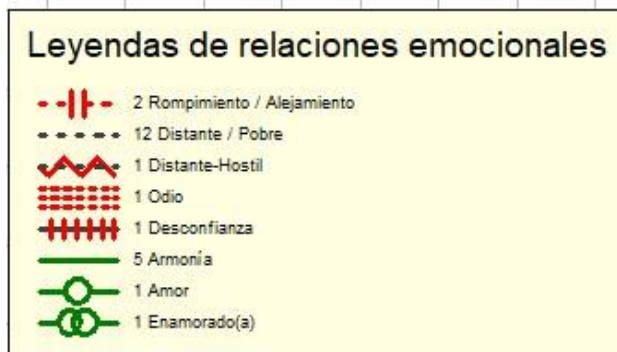 Leyendas de relaciones emocionales
2 Rompimiento / Alejamiento
12 Distante / Pobre
1 Distante-Hostil
1 Odio
1 Desconfianza
5 Armonía
1 Amor
1 Enamorado(a)